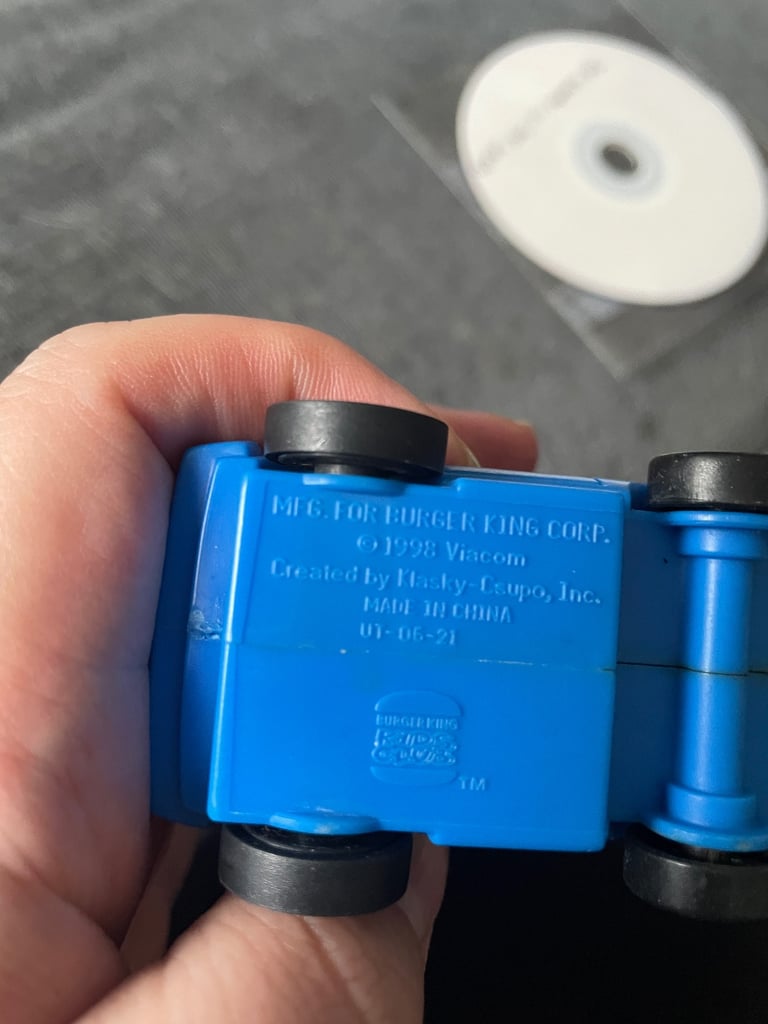 MFG. FOR BURGER KING CORP.
© 1998 Viacom
Created by Klasky-Csupo, Inc.
MADE IN CHINA
UT-06-21
BURGER KING
KIDS
CLUB
TM